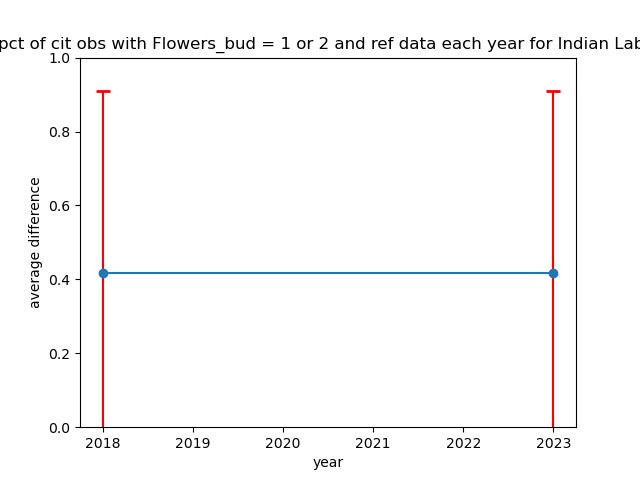 pct of cit obs with Flowers_bud = 1 or 2 and ref data each year for Indian Lab
1.0
0.8
0.6
0.4
0.2
0.0
average difference
2018 2019 2020 2021 2022 2023
year